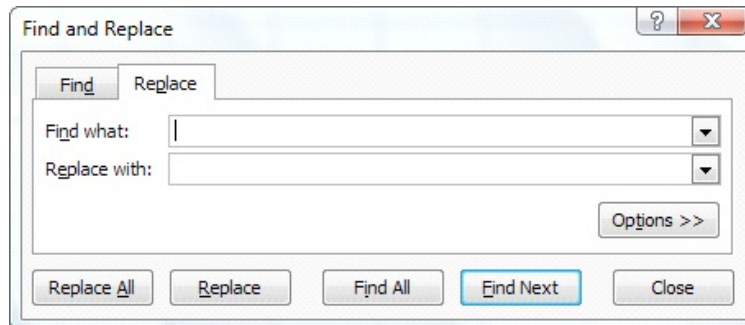 Find and Replace ?
Find Replace
Find what:
Replace with:
Options >>
Replace All Replace Find All Find Next Close